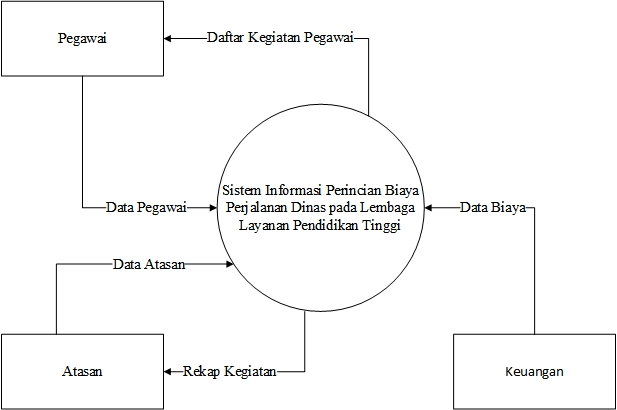 Pegawai
Daftar Kegiatan Pegawai
Sistem Informasi Perincian Biaya
Perjalanan Dinas pada Lembaga
Layanan Pendidikan Tinggi
Data Pegawai
Data Biaya
Data Atasan
Atasan
Rekap Kegiatan
Keuangan